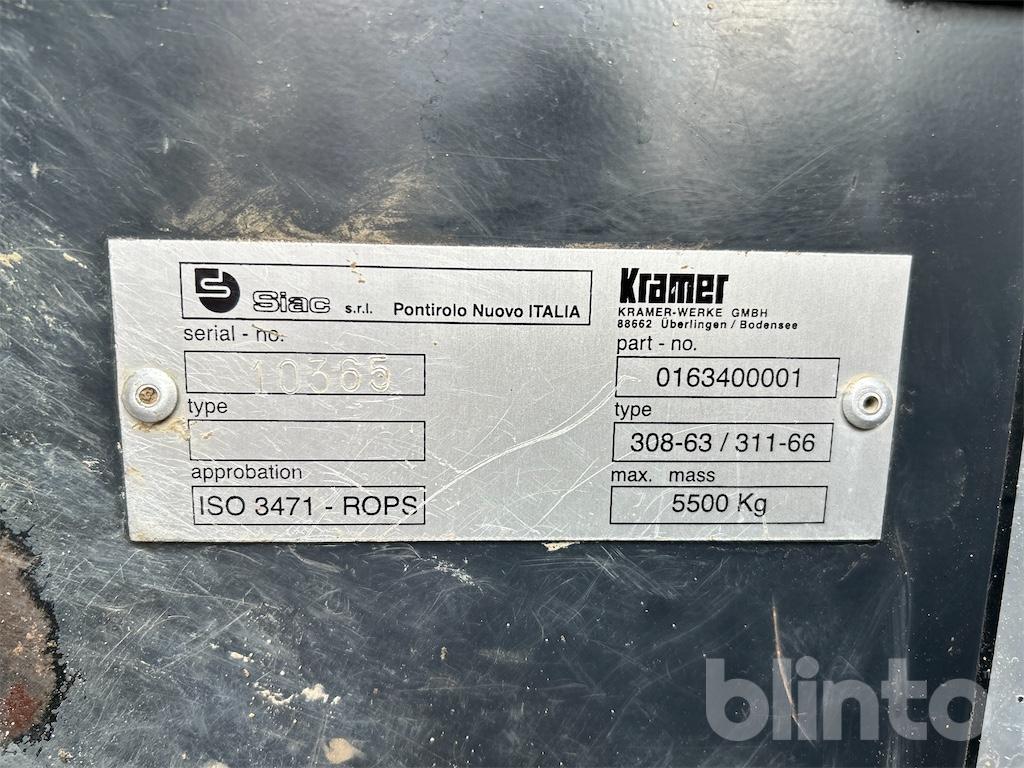 Siac s.r.l. Pontirolo Nuovo ITALIA
serial - no.
10365
type
approbation
ISO 3471 - ROPS
Kramer
KRAMER-WERKE GMBH
88662 Überlingen / Bodensee
part - no.
0163400001
type
308-63 / 311-66
max. mass
5500 Kg
blinto